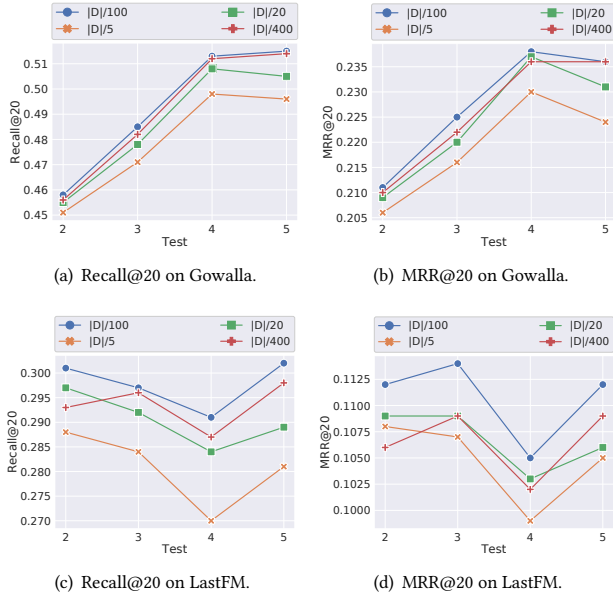 |D|/100 |D|/20
|D|/5 |D|/400
0.51
0.50
0.49
0.48
0.47
0.46
0.45
Recall@20
2 3 4 5
Test
(a) Recall@20 on Gowalla.
|D|/100 |D|/20
|D|/5 |D|/400
0.235
0.230
0.225
0.220
0.215
0.210
0.205
MRR@20
2 3 4 5
Test
(b) MRR@20 on Gowalla.
|D|/100 |D|/20
|D|/5 |D|/400
0.300
0.295
0.290
0.285
0.280
0.275
0.270
Recall@20
2 3 4 5
Test
(c) Recall@20 on LastFM.
|D|/100 |D|/20
|D|/5 |D|/400
0.1125
0.1100
0.1075
0.1050
0.1025
0.1000
MRR@20
2 3 4 5
Test
(d) MRR@20 on LastFM.